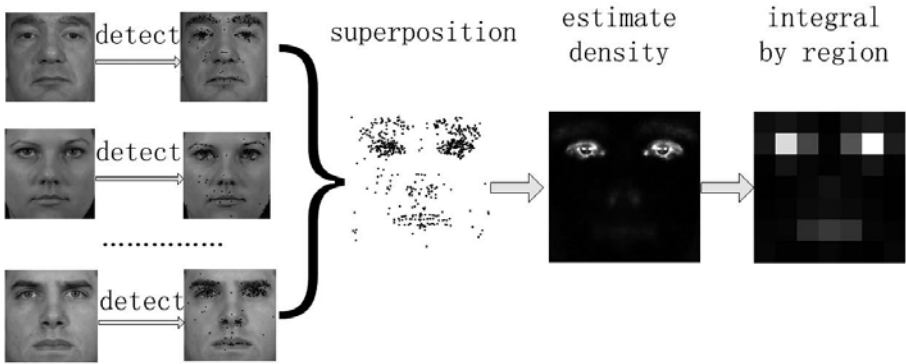 detect
superposition
estimate
density
integral
by region
detect
...............
detect